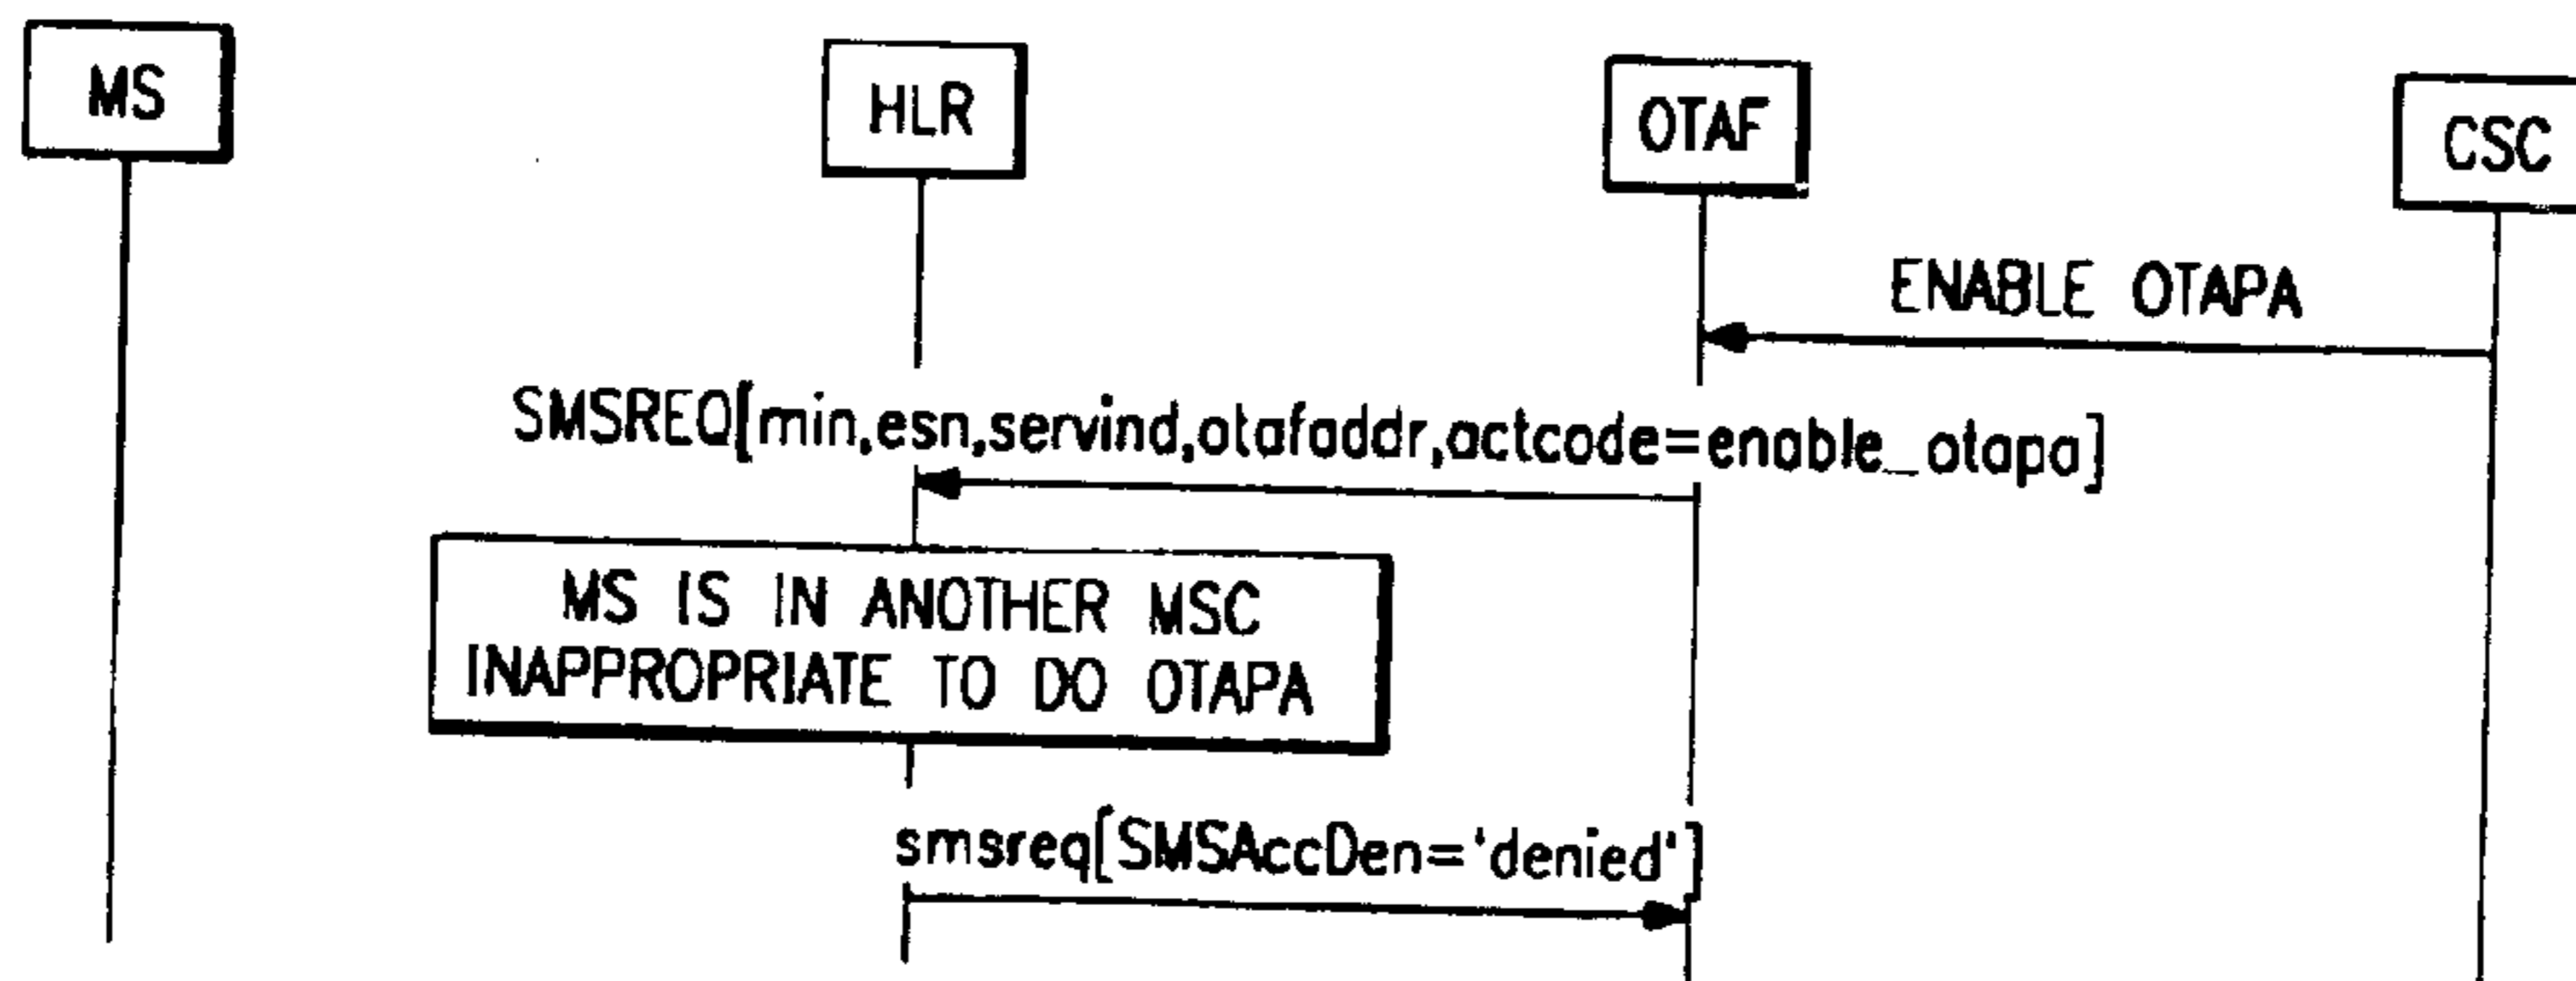 MS
HLR
OTAF
CSC
ENABLE OTAPA
SMSREQ[min,esn,servind,otafaddr,actcode=enable_otapa]
MS IS IN ANOTHER MSC
INAPPROPRIATE TO DO OTAPA
smsreq[SMSAccDen='denied']